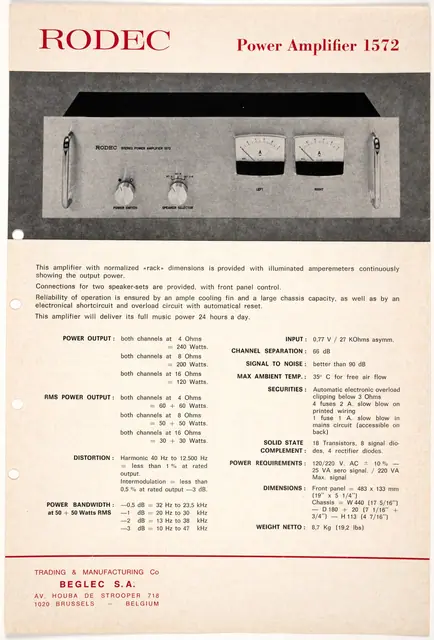 RODEC
Power Amplifier 1572
RODEC STEREO POWER AMPLIFIER 1572
POWER ON/OFF
SPEAKER SELECTOR
A
A
LEFT
RIGHT
This amplifier with normalized «rack» dimensions is provided with illuminated amperemeters continuously
showing the output power.
Connections for two speaker-sets are provided, with front panel control.
Reliability of operation is ensured by an ample cooling fin and a large chassis capacity, as well as by an
electronical shortcircuit and overload circuit with automatical reset.
This amplifier will deliver its full music power 24 hours a day.
POWER OUTPUT : both channels at 4 Ohms
= 240 Watts.
both channels at 8 Ohms
= 200 Watts.
both channels at 16 Ohms
= 120 Watts.
RMS POWER OUTPUT : both channels at 4 Ohms
= 60 + 60 Watts.
both channels at 8 Ohms
= 50 + 50 Watts.
both channels at 16 Ohms
= 30 + 30 Watts.
DISTORTION : Harmonic 40 Hz to 12.500 Hz
= less than 1 % at rated
output.
Intermodulation = less than
0,5 % at rated output —3 dB.
POWER BANDWIDTH : —0,5 dB = 32 Hz to 23,5 kHz
at 50 + 50 Watts RMS —1 dB = 20 Hz to 30 kHz
—2 dB = 13 Hz to 38 kHz
—3 dB = 10 Hz to 47 kHz
INPUT : 0,77 V / 27 KOhms asymm.
CHANNEL SEPARATION : 66 dB
SIGNAL TO NOISE : better than 90 dB
MAX AMBIENT TEMP. : 35° C for free air flow
SECURITIES : Automatic electronic overload
clipping below 3 Ohms
4 fuses 2 A. slow blow on
printed wiring
1 fuse 1 A. slow blow in
mains circuit (accessible on
back)
SOLID STATE 18 Transistors, 8 signal dio-
COMPLEMENT : des, 4 rectifier diodes.
POWER REQUIREMENTS : 120/220 V. AC ± 10 % —
25 VA sero signal. / 220 VA
Max. signal
DIMENSIONS : Front panel = 483 x 133 mm
(19" x 5 1/4")
Chassis = W 440 (17 5/16")
— D 180 + 20 (7 1/16" +
3/4") — H 113 (4 7/16")
WEIGHT NETTO : 8,7 Kg (19,2 lbs)
TRADING & MANUFACTURING Co
BEGLEC S.A.
AV. HOUBA DE STROOPER 718
1020 BRUSSELS – BELGIUM